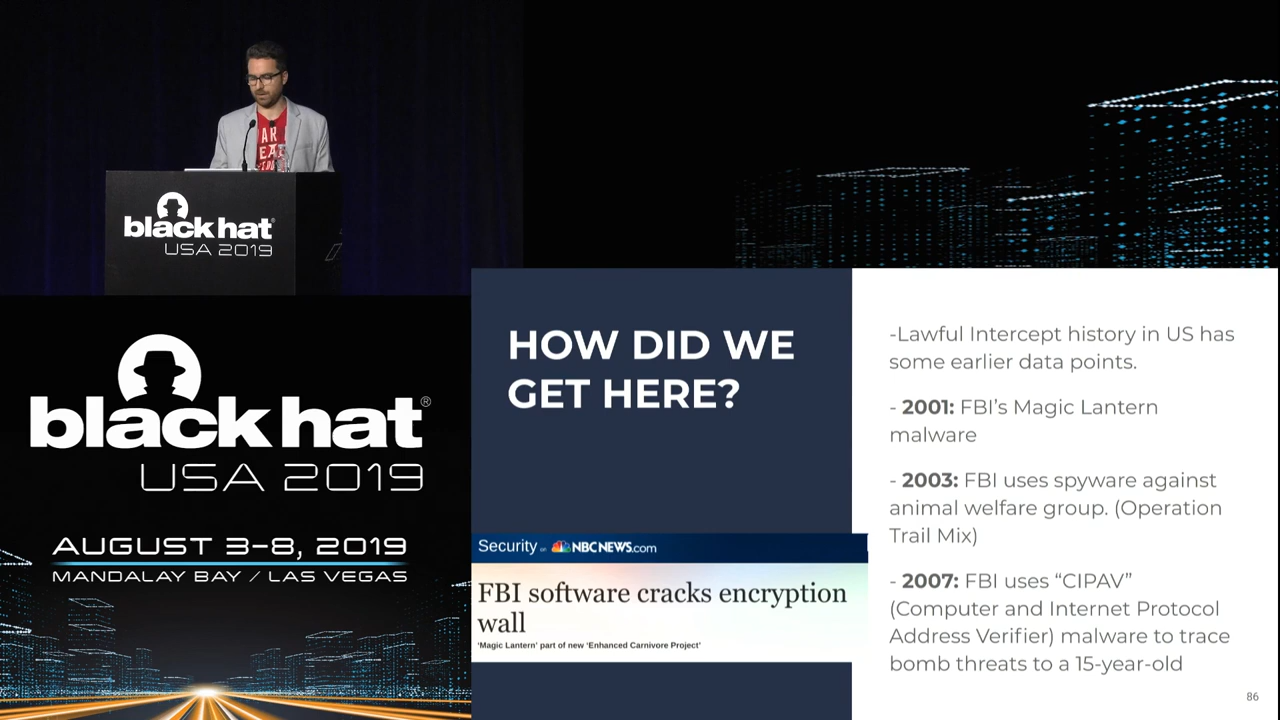 AR
EA
black hat®
USA 2019
black hat®
USA 2019
AUGUST 3-8, 2019
MANDALAY BAY / LAS VEGAS
HOW DID WE
GET HERE?
Security on NBCNEWS.com
FBI software cracks encryption
wall
'Magic Lantern' part of new 'Enhanced Carnivore Project'
-Lawful Intercept history in US has
some earlier data points.
- 2001: FBI's Magic Lantern
malware
- 2003: FBI uses spyware against
animal welfare group. (Operation
Trail Mix)
- 2007: FBI uses “CIPAV”
(Computer and Internet Protocol
Address Verifier) malware to trace
bomb threats to a 15-year-old
86